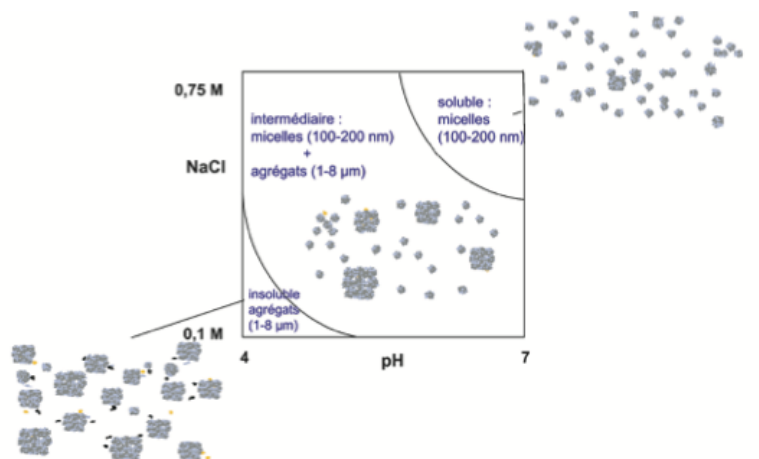 0,75 M
soluble :
micelles
(100-200 nm)
intermédiaire :
micelles (100-200 nm)
+
agrégats (1-8 µm)
NaCl
insoluble
agrégats
(1-8 µm)
0,1 M
4
pH
7